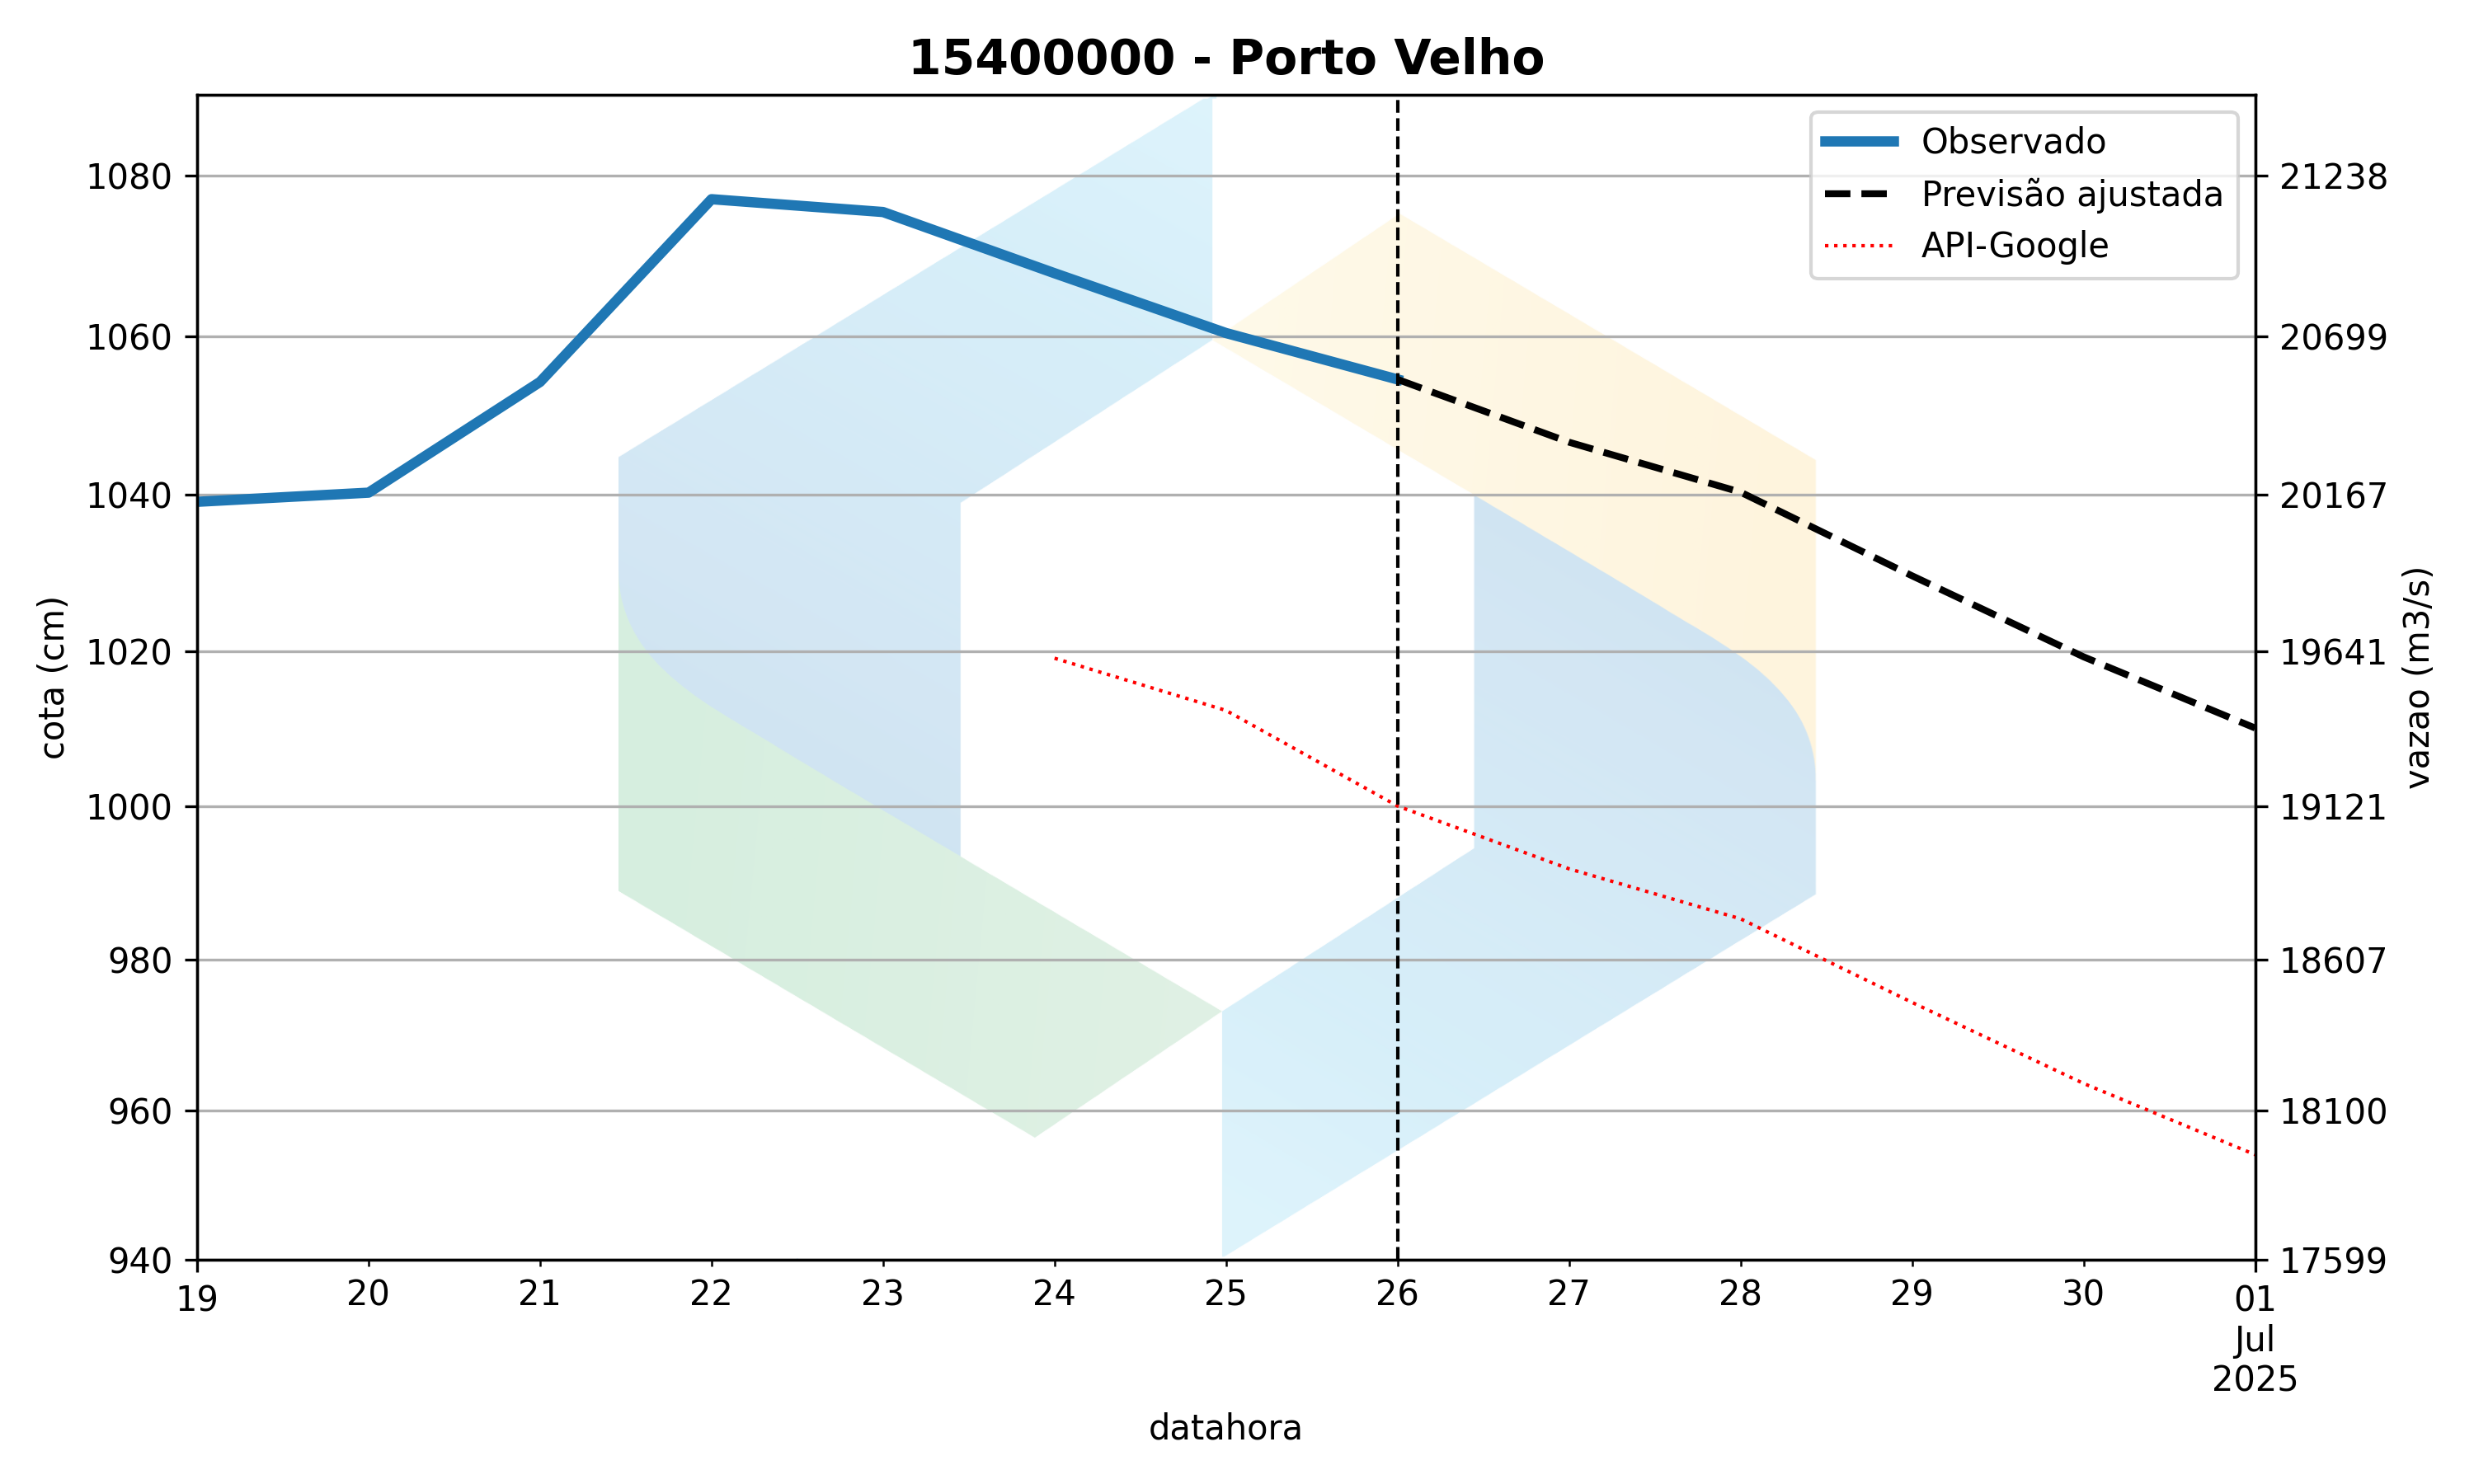 15400000 - Porto Velho
Observado
Previsão ajustada
API-Google
1080
1060
1040
1020
1000
980
960
940
cota (cm)
21238
20699
20167
19641
19121
18607
18100
17599
vazao (m3/s)
19 20 21 22 23 24 25 26 27 28 29 30 01
Jul
2025
datahora